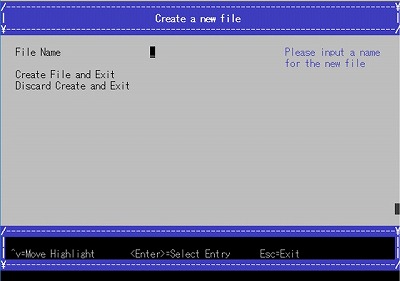 Create a new file
File Name
Please input a name
for the new file
Create File and Exit
Discard Create and Exit
^v=Move Highlight <Enter>=Select Entry Esc=Exit